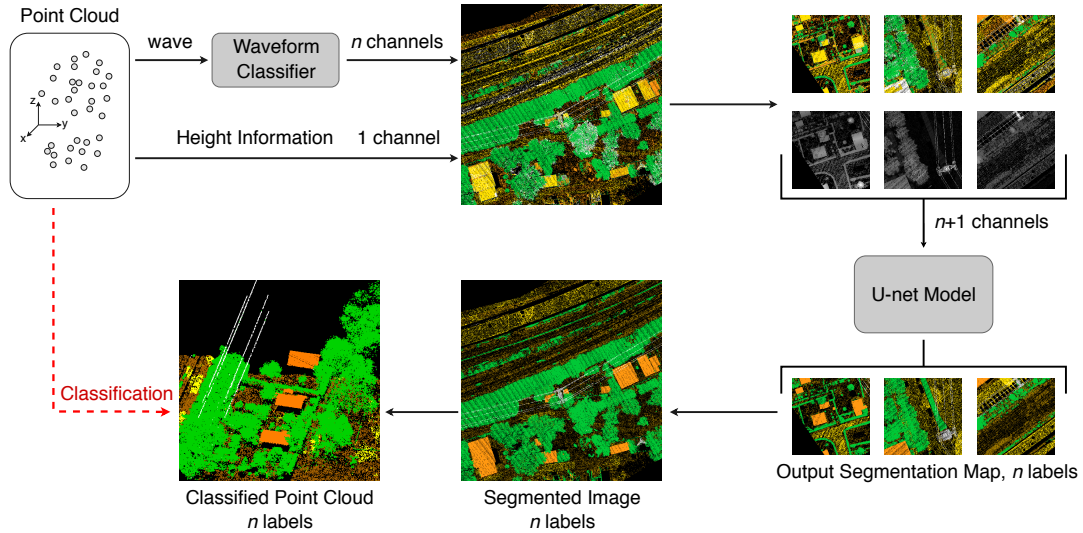 Point Cloud
z
y
x
wave
Waveform
Classifier
n channels
Height Information
1 channel
n+1 channels
U-net Model
Output Segmentation Map, n labels
Segmented Image
n labels
Classified Point Cloud
n labels
Classification